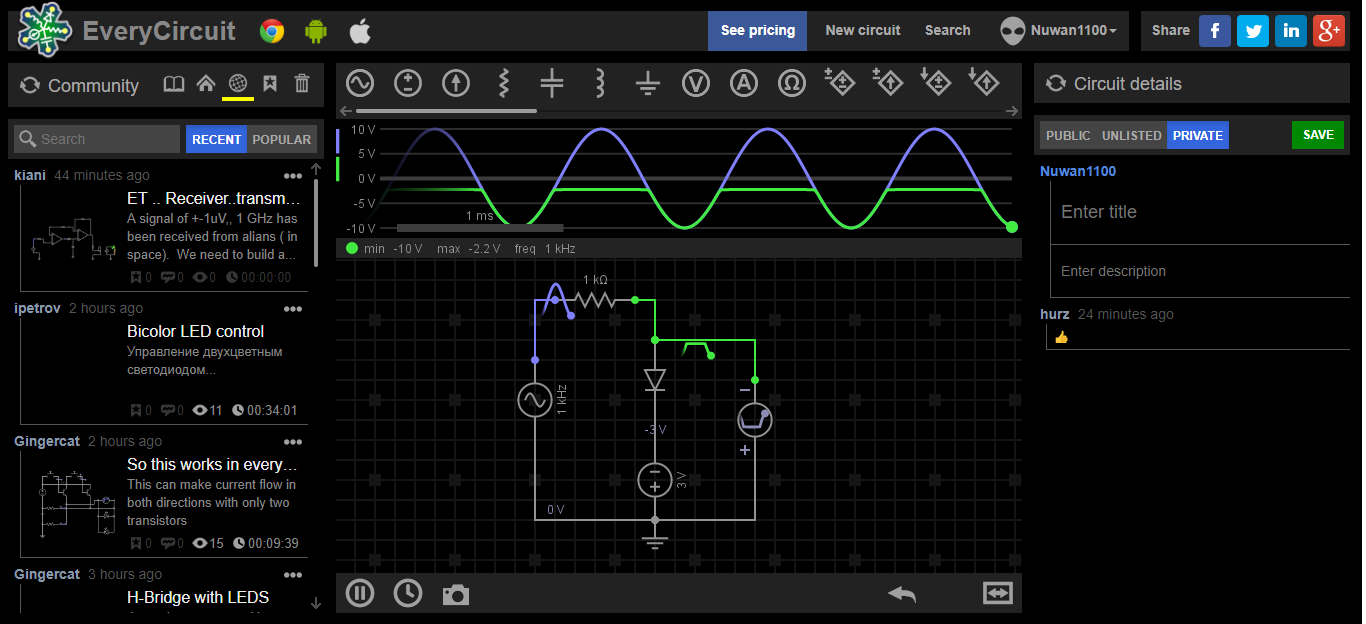 EveryCircuit
See pricing
New circuit
Search
Nuwan1100
Share
Community
Search
RECENT
POPULAR
kiani 44 minutes ago
ET .. Receiver..transm...
A signal of +-1uV,, 1 GHz has
been received from alians ( in
space). We need to build a...
0 0 0 00:00:00
ipetrov 2 hours ago
Bicolor LED control
Управление двухцветным
светодиодом...
0 0 11 00:34:01
Gingercat 2 hours ago
So this works in every...
This can make current flow in
both directions with only two
transistors
0 0 15 00:09:39
Gingercat 3 hours ago
H-Bridge with LEDS
V A Ω
10 V
5 V
0 V
-5 V
-10 V
1 ms
min -10 V max -2.2 V freq 1 kHz
1 kΩ
1 kHz
-3 V
3 V
0 V
Circuit details
PUBLIC UNLISTED PRIVATE
SAVE
Nuwan1100
Enter title
Enter description
hurz 24 minutes ago